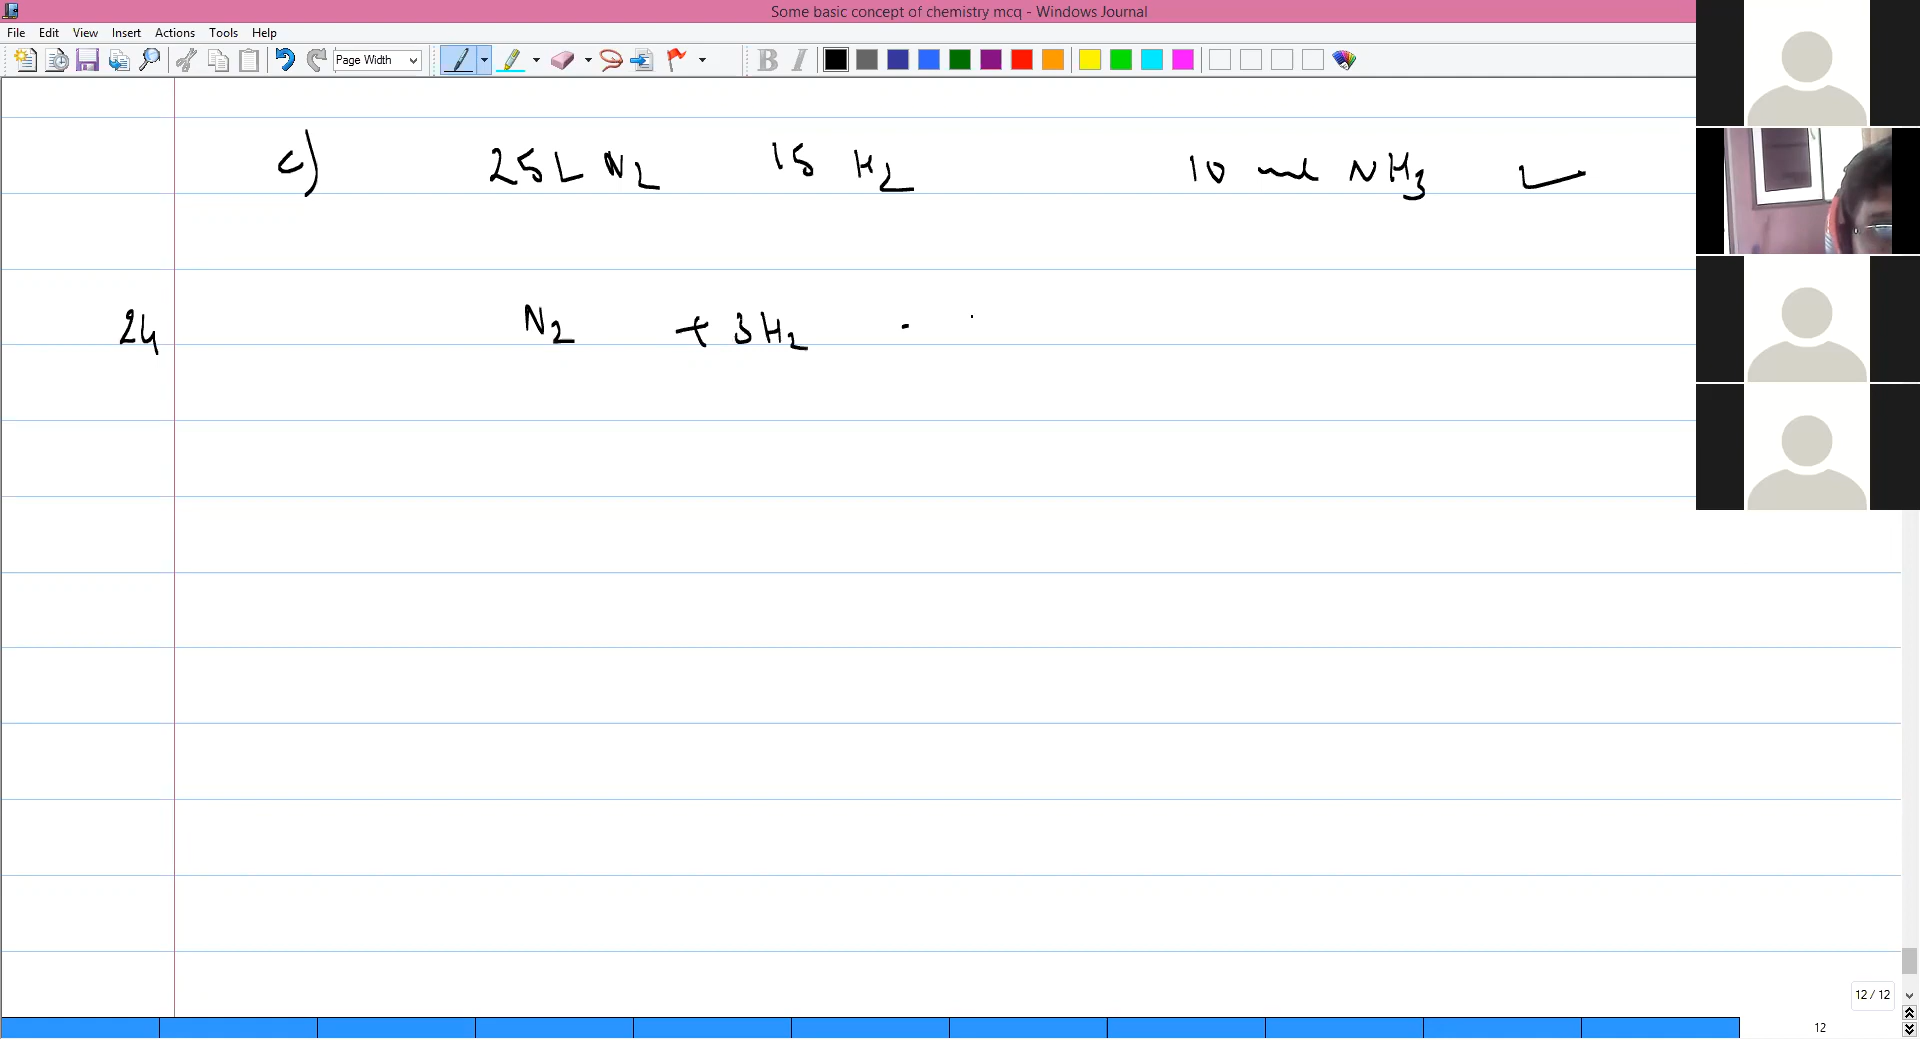 Some basic concept of chemistry mcq - Windows Journal
File Edit View Insert Actions Tools Help
Page Width B I
c) 25L N2 15 H2 10 ml NH3
24 N2 + 3H2
12 / 12
12